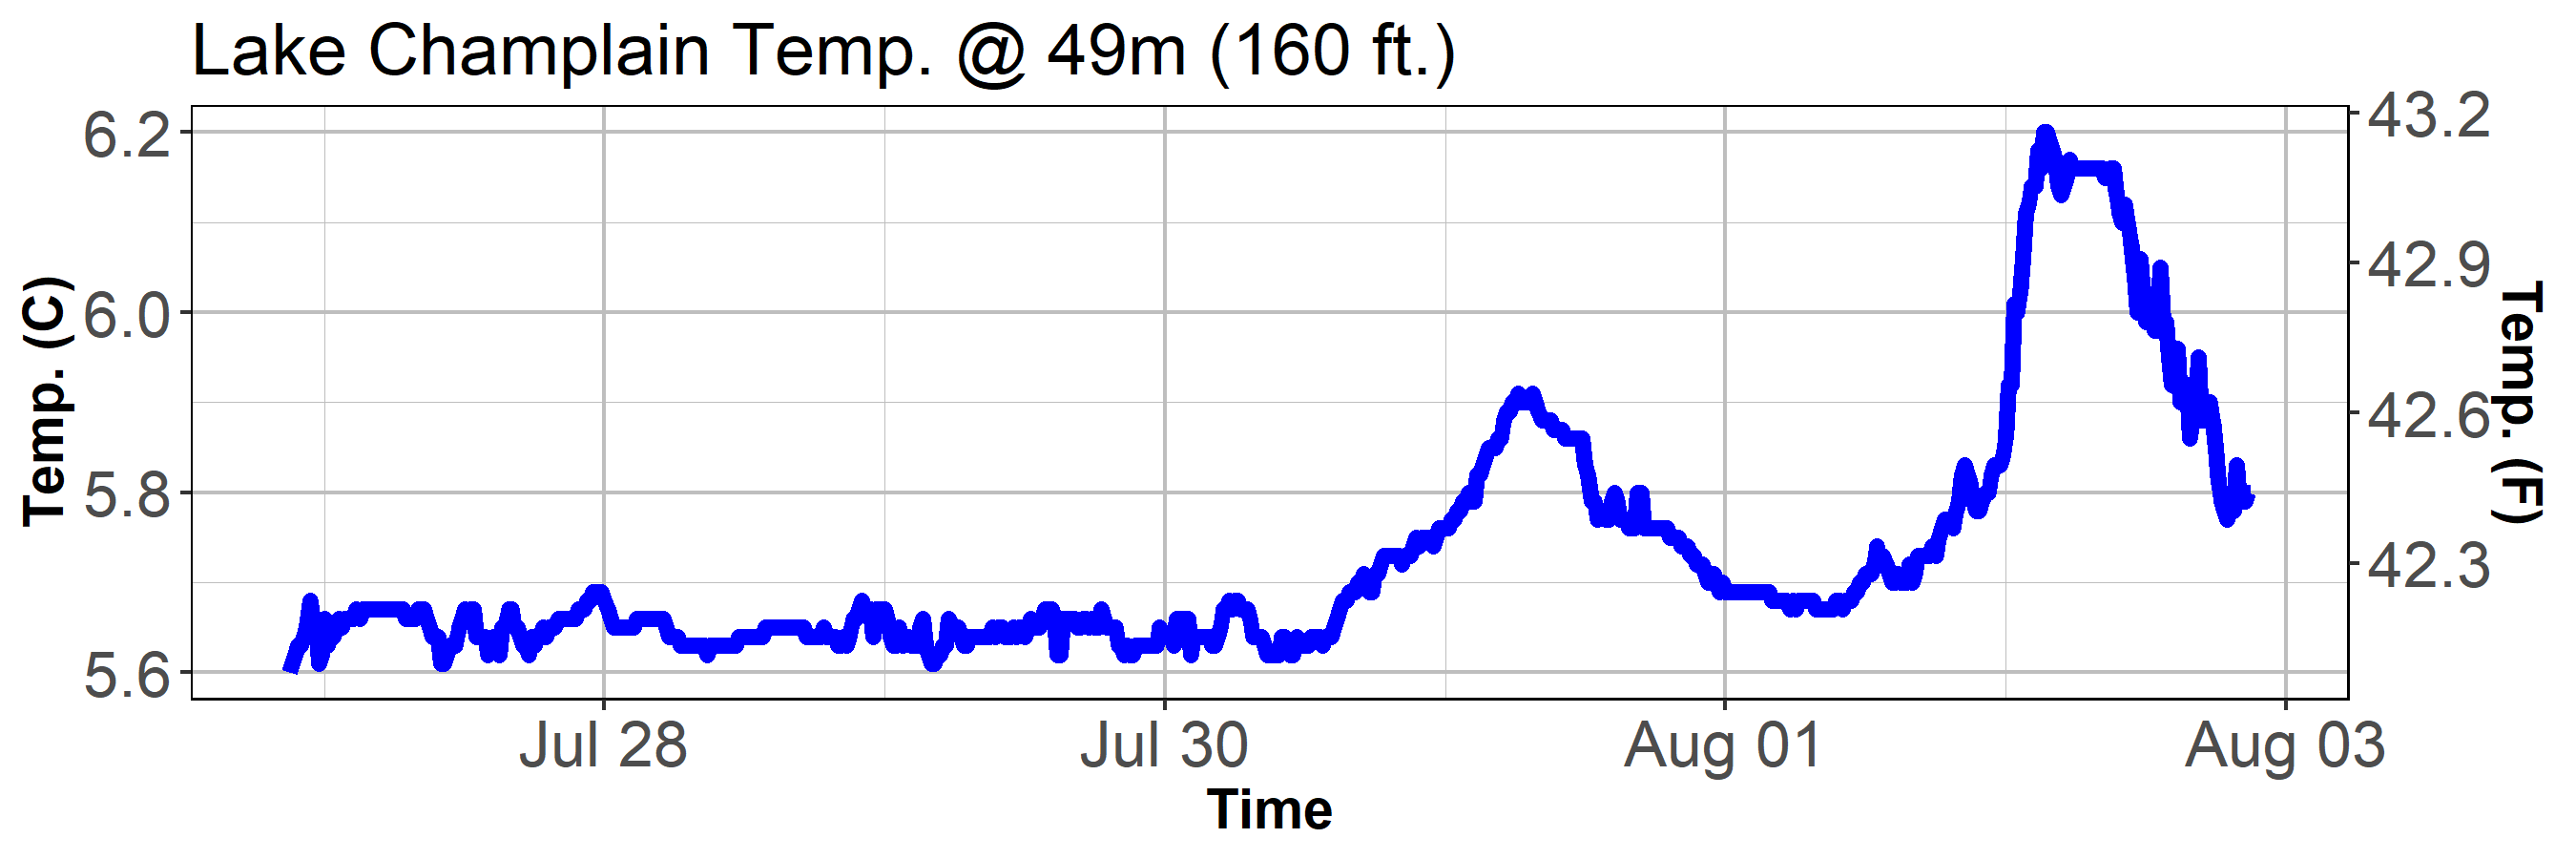 Lake Champlain Temp. @ 49m (160 ft.)
Temp. (C)
6.2
6.0
5.8
5.6
43.2
42.9
42.6
42.3
Temp. (F)
Jul 28
Jul 30
Aug 01
Aug 03
Time